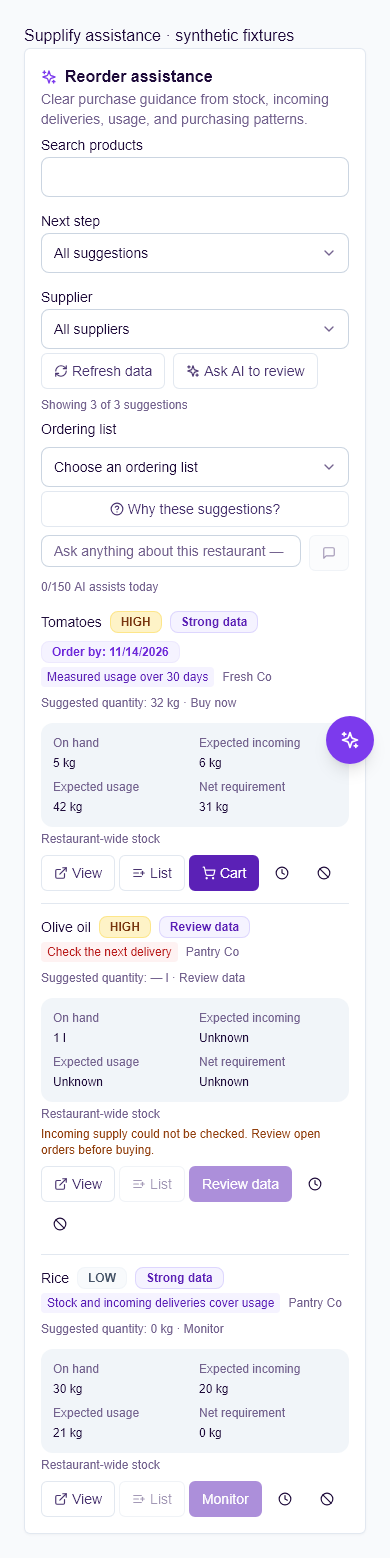 Supplify assistance · synthetic fixtures
Reorder assistance
Clear purchase guidance from stock, incoming
deliveries, usage, and purchasing patterns.
Search products
Next step
All suggestions
Supplier
All suppliers
Refresh data
Ask AI to review
Showing 3 of 3 suggestions
Ordering list
Choose an ordering list
Why these suggestions?
Ask anything about this restaurant —
0/150 AI assists today
Tomatoes HIGH Strong data
Order by: 11/14/2026
Measured usage over 30 days Fresh Co
Suggested quantity: 32 kg · Buy now
On hand Expected incoming
5 kg 6 kg
Expected usage Net requirement
42 kg 31 kg
Restaurant-wide stock
View List Cart
Olive oil HIGH Review data
Check the next delivery Pantry Co
Suggested quantity: — l · Review data
On hand Expected incoming
1 l Unknown
Expected usage Net requirement
Unknown Unknown
Restaurant-wide stock
Incoming supply could not be checked. Review open
orders before buying.
View List Review data
Rice LOW Strong data
Stock and incoming deliveries cover usage Pantry Co
Suggested quantity: 0 kg · Monitor
On hand Expected incoming
30 kg 20 kg
Expected usage Net requirement
21 kg 0 kg
Restaurant-wide stock
View List Monitor